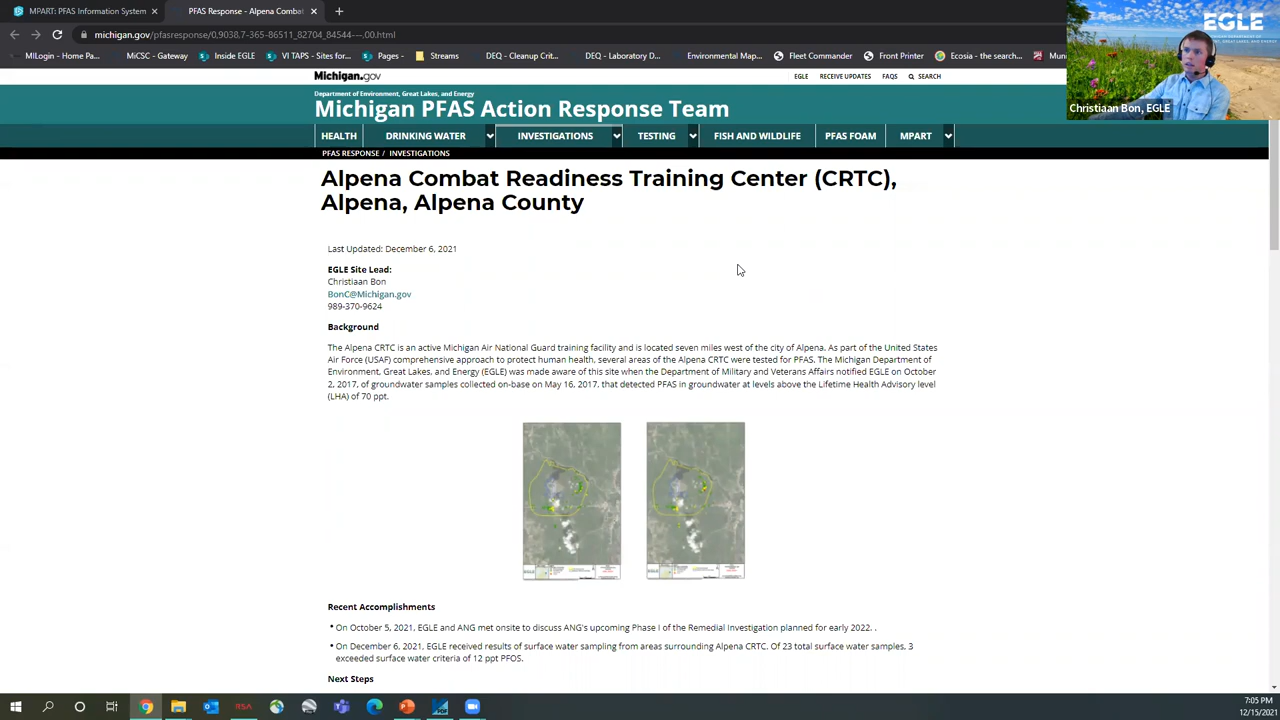 MPART: PFAS Information System
PFAS Response - Alpena Combat
michigan.gov/pfasresponse/0,9038,7-365-86511_82704_84544---,00.html
MILogin - Home MiCSC - Gateway Inside EGLE VI TAPS - Sites Pages - Streams DEQ - Cleanup Crit... DEQ - Laboratory D... Environmental Map... Fleet Commander Front Printer Ecosia - the search... Mun
EGLE
Christiaan Bon, EGLE
Michigan.gov
EGLE RECEIVE UPDATES FAQS SEARCH
Department of Environment, Great Lakes, and Energy
Michigan PFAS Action Response Team
HEALTH DRINKING WATER INVESTIGATIONS TESTING FISH AND WILDLIFE PFAS FOAM MPART
PFAS RESPONSE / INVESTIGATIONS
Alpena Combat Readiness Training Center (CRTC),
Alpena, Alpena County
Last Updated: December 6, 2021
EGLE Site Lead:
Christiaan Bon
BonC@Michigan.gov
989-370-9624
Background
The Alpena CRTC is an active Michigan Air National Guard training facility and is located seven miles west of the city of Alpena. As part of the United States
Air Force (USAF) comprehensive approach to protect human health, several areas of the Alpena CRTC were tested for PFAS. The Michigan Department of
Environment, Great Lakes, and Energy (EGLE) was made aware of this site when the Department of Military and Veterans Affairs notified EGLE on October
2, 2017, of groundwater samples collected on-base on May 16, 2017, that detected PFAS in groundwater at levels above the Lifetime Health Advisory level
(LHA) of 70 ppt.
EGLE
EGLE
Recent Accomplishments
• On October 5, 2021, EGLE and ANG met onsite to discuss ANG's upcoming Phase I of the Remedial Investigation planned for early 2022. .
• On December 6, 2021, EGLE received results of surface water sampling from areas surrounding Alpena CRTC. Of 23 total surface water samples, 3
exceeded surface water criteria of 12 ppt PFOS.
Next Steps
7:05 PM
12/15/2021